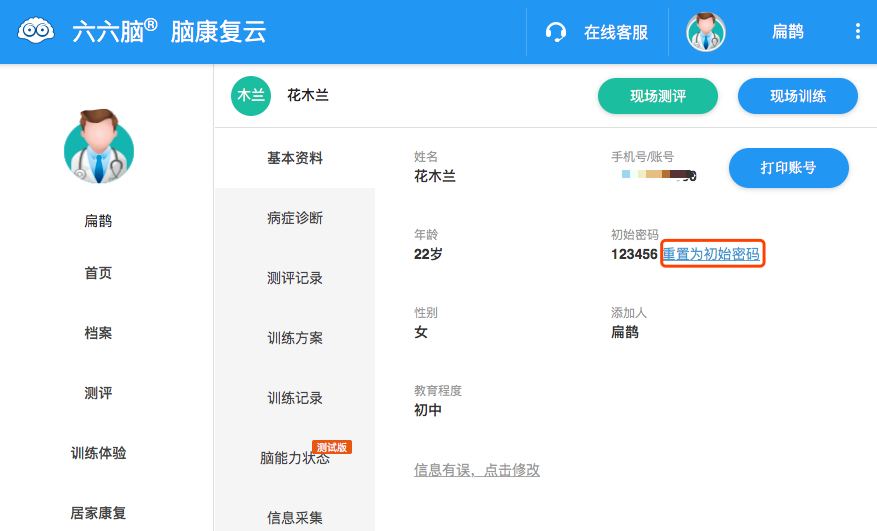 六六脑® 脑康复云
在线客服
扁鹊
扁鹊
首页
档案
测评
训练体验
居家康复
木兰 花木兰
现场测评
现场训练
基本资料
病症诊断
测评记录
训练方案
训练记录
脑能力状态
测试版
信息采集
姓名
花木兰
手机号/账号
打印账号
年龄
22岁
初始密码
123456 重置为初始密码
性别
女
添加人
扁鹊
教育程度
初中
信息有误，点击修改